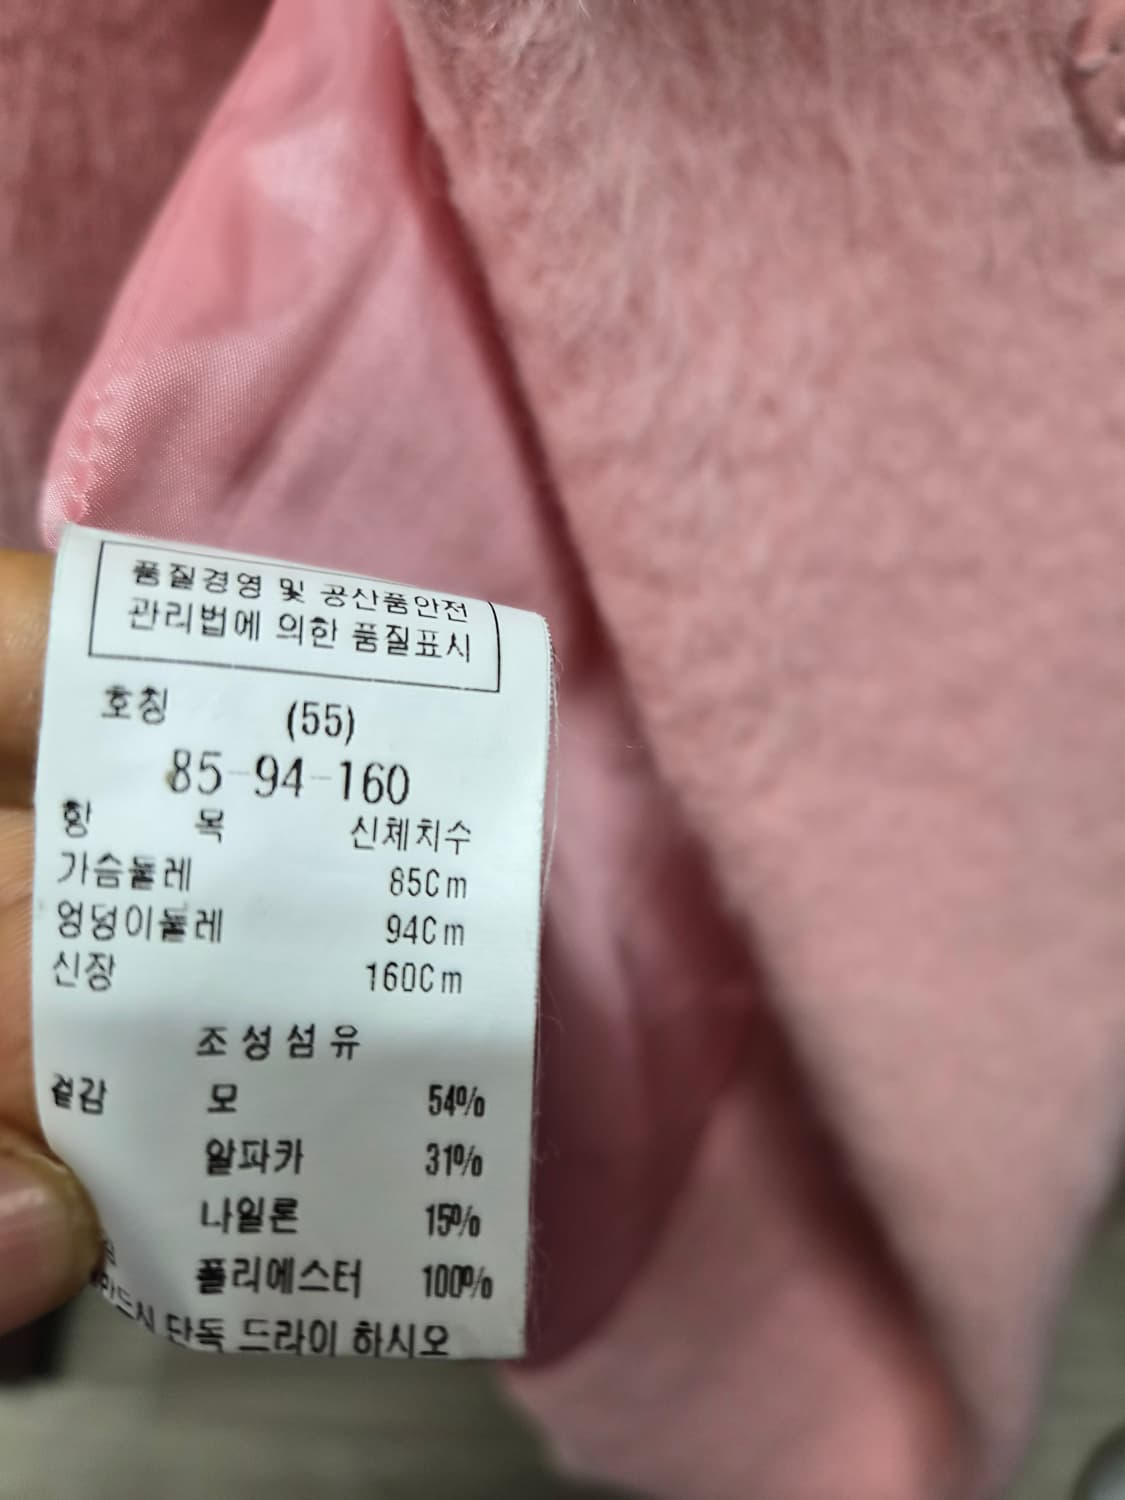 품질경영 및 공산품안전
관리법에 의한 품질표시
호칭 (55)
85-94-160
항 목 신체치수
가슴둘레 85Cm
엉덩이둘레 94Cm
신장 160Cm
조성섬유
겉감 모 54%
알파카 31%
나일론 15%
폴리에스터 100%
단독 드라이 하시오